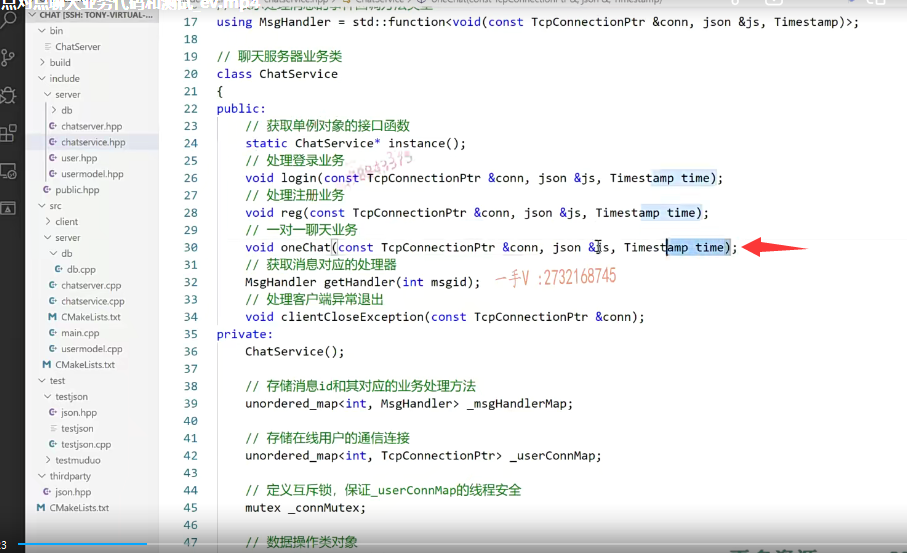 CHAT [SSH: TONY-VIRTUAL-...
bin
ChatServer
build
include
server
db
chatserver.hpp
chatservice.hpp
user.hpp
usermodel.hpp
public.hpp
src
client
server
db
db.cpp
chatserver.cpp
chatservice.cpp
CMakeLists.txt
main.cpp
usermodel.cpp
CMakeLists.txt
test
testjson
json.hpp
testjson
testjson.cpp
testmuduo
thirdparty
json.hpp
CMakeLists.txt
17 using MsgHandler = std::function<void(const TcpConnectionPtr &conn, json &js, Timestamp)>;
18
19 // 聊天服务器业务类
20 class ChatService
21 {
22 public:
23 // 获取单例对象的接口函数
24 static ChatService* instance();
25 // 处理登录业务
26 void login(const TcpConnectionPtr &conn, json &js, Timestamp time);
27 // 处理注册业务
28 void reg(const TcpConnectionPtr &conn, json &js, Timestamp time);
29 // 一对一聊天业务
30 void oneChat(const TcpConnectionPtr &conn, json &js, Timestamp time);
31 // 获取消息对应的处理器
32 MsgHandler getHandler(int msgid);
一手V :2732168745
33 // 处理客户端异常退出
34 void clientCloseException(const TcpConnectionPtr &conn);
35 private:
36 ChatService();
37
38 // 存储消息id和其对应的业务处理方法
39 unordered_map<int, MsgHandler> _msgHandlerMap;
40
41 // 存储在线用户的通信连接
42 unordered_map<int, TcpConnectionPtr> _userConnMap;
43
44 // 定义互斥锁，保证_userConnMap的线程安全
45 mutex _connMutex;
46
47 // 数据操作类对象